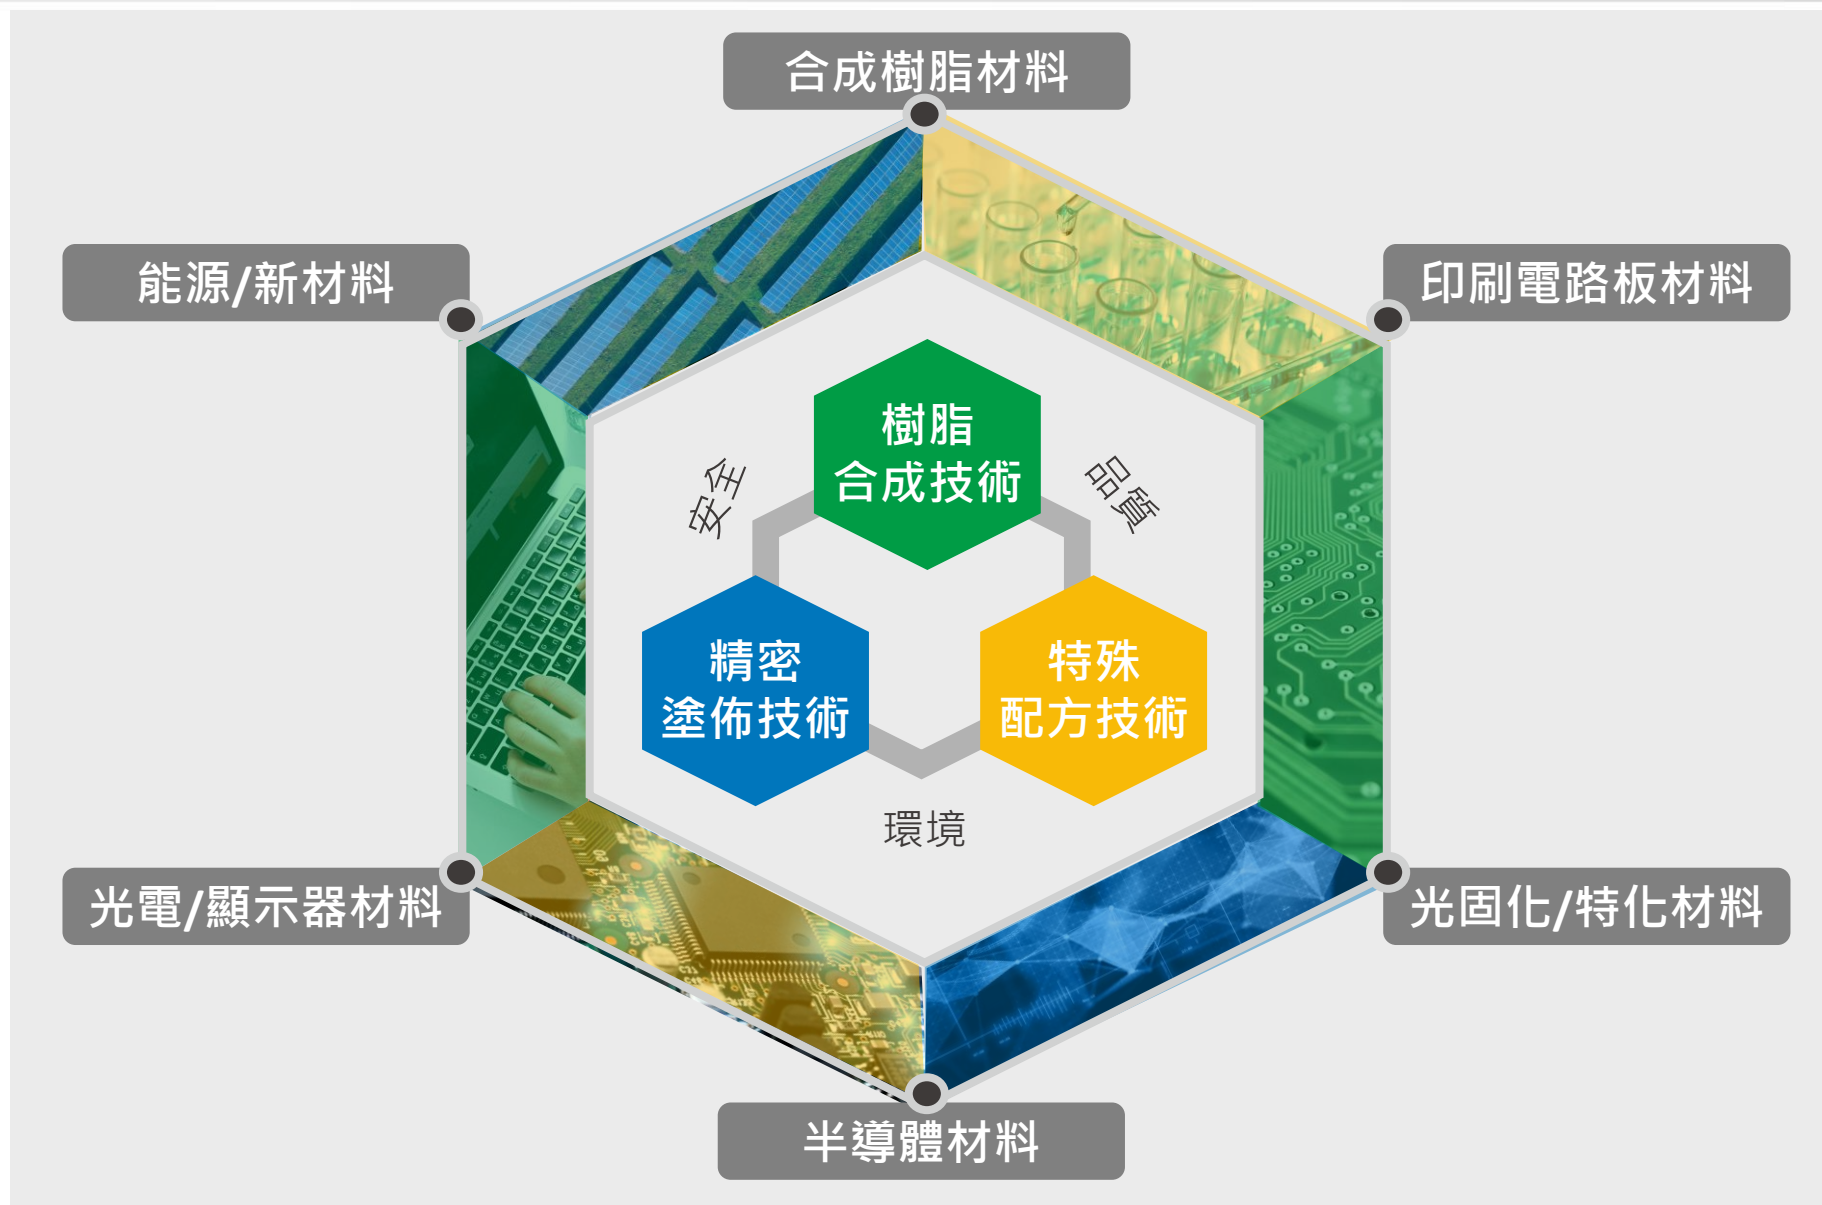 合成樹脂材料
能源/新材料
印刷電路板材料
樹脂
合成技術
安全
品質
精密
塗佈技術
特殊
配方技術
環境
光電/顯示器材料
光固化/特化材料
半導體材料